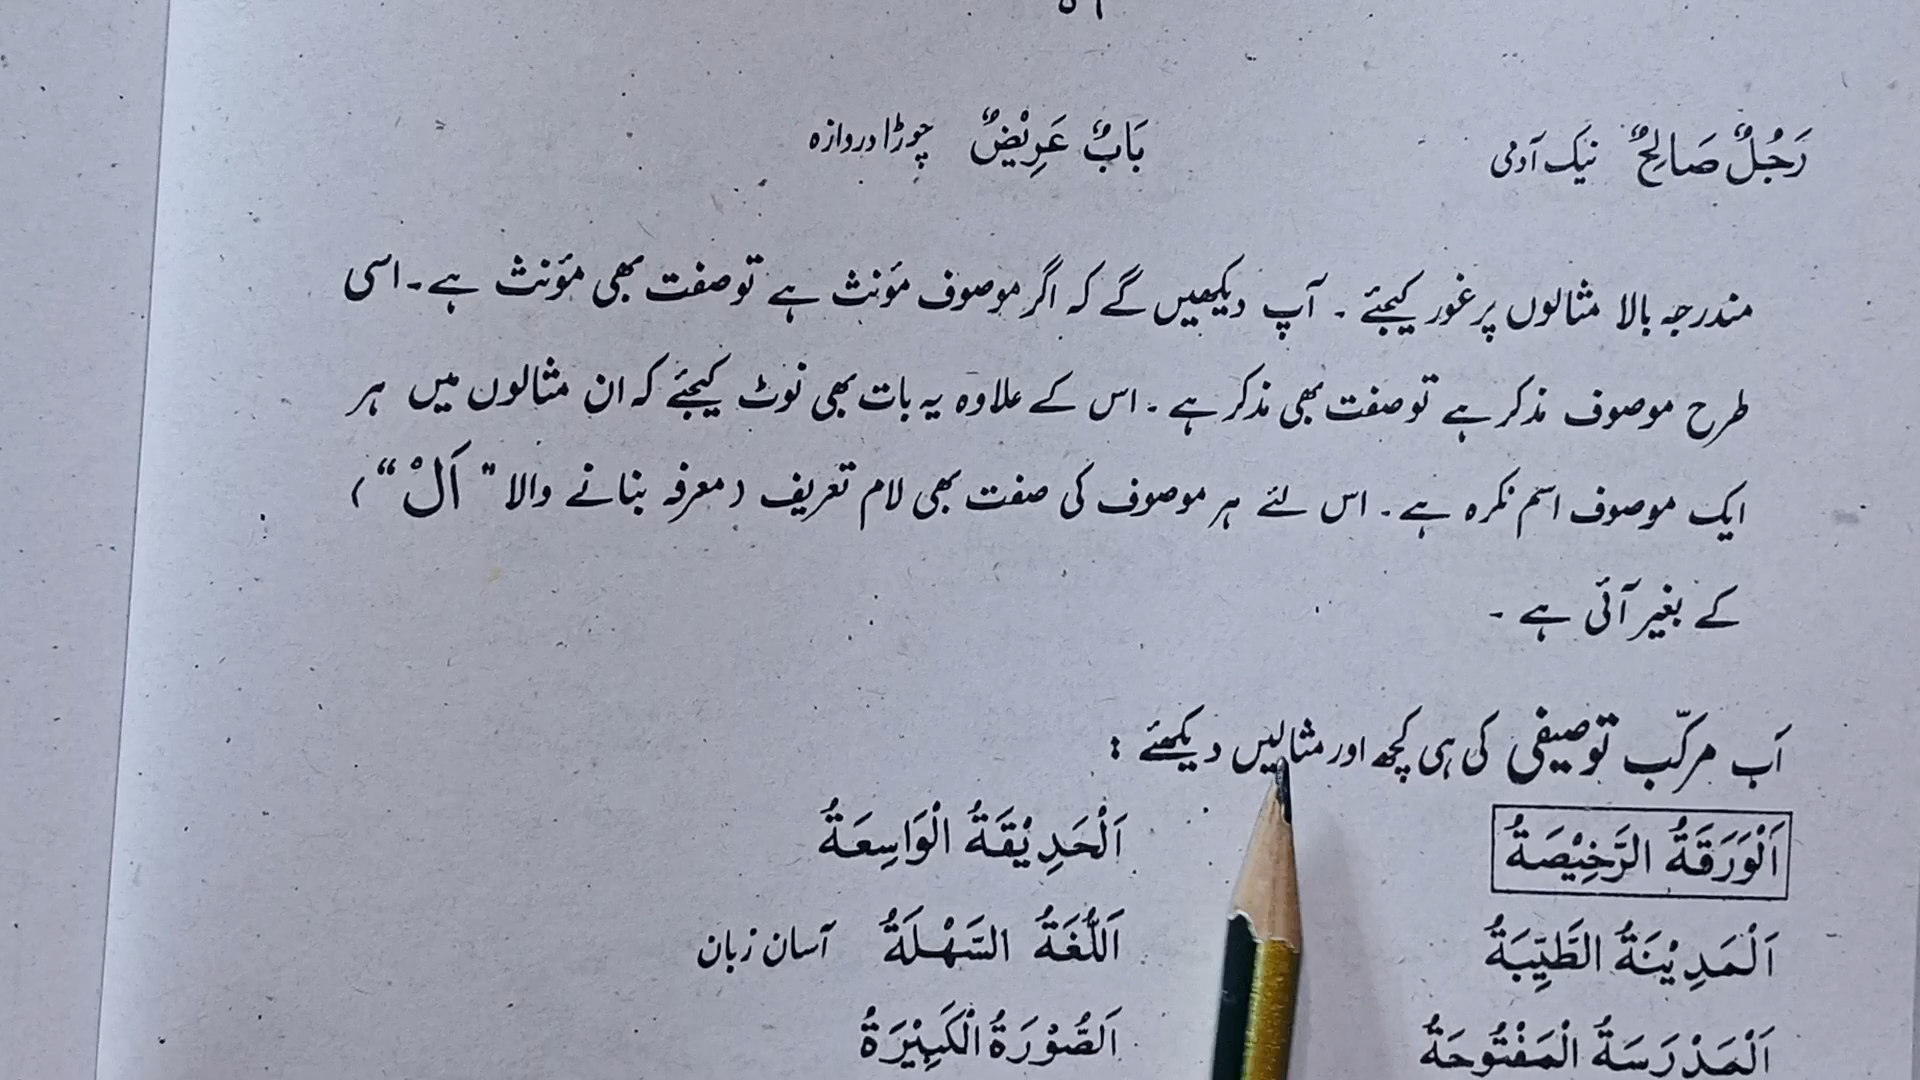 رَجُلٌ صَالِحٌ نیک آدمی بَابٌ عَرِيْضٌ چوڑا دروازہ
مندرجہ بالا مثالوں پر غور کیجئے ۔ آپ دیکھیں گے کہ اگر موصوف مؤنث ہے تو صفت بھی مؤنث ہے۔ اسی
طرح موصوف مذکر ہے تو صفت بھی مذکر ہے ۔ اس کے علاوہ یہ بات بھی نوٹ کیجئے کہ ان مثالوں میں ہر
ایک موصوف اسم نکرہ ہے ۔ اس لئے ہر موصوف کی صفت بھی لام تعریف (معرفہ بنانے والا "اَلْ")
کے بغیر آئی ہے ۔
اَب مرکّب توصیفی کی ہی کچھ اور مثالیں دیکھئے :
اَلْوَرَقَةُ الرَّخِيْصَةُ اَلْحَدِيْقَةُ الْوَاسِعَةُ
اَلْمَدِيْنَةُ الطَّيِّبَةُ اَللُّغَةُ السَّهْلَةُ آسان زبان
اَلْمَدْرَسَةُ الْمَفْتُوحَةُ اَلصُّوْرَةُ الْكَبِيْرَةُ